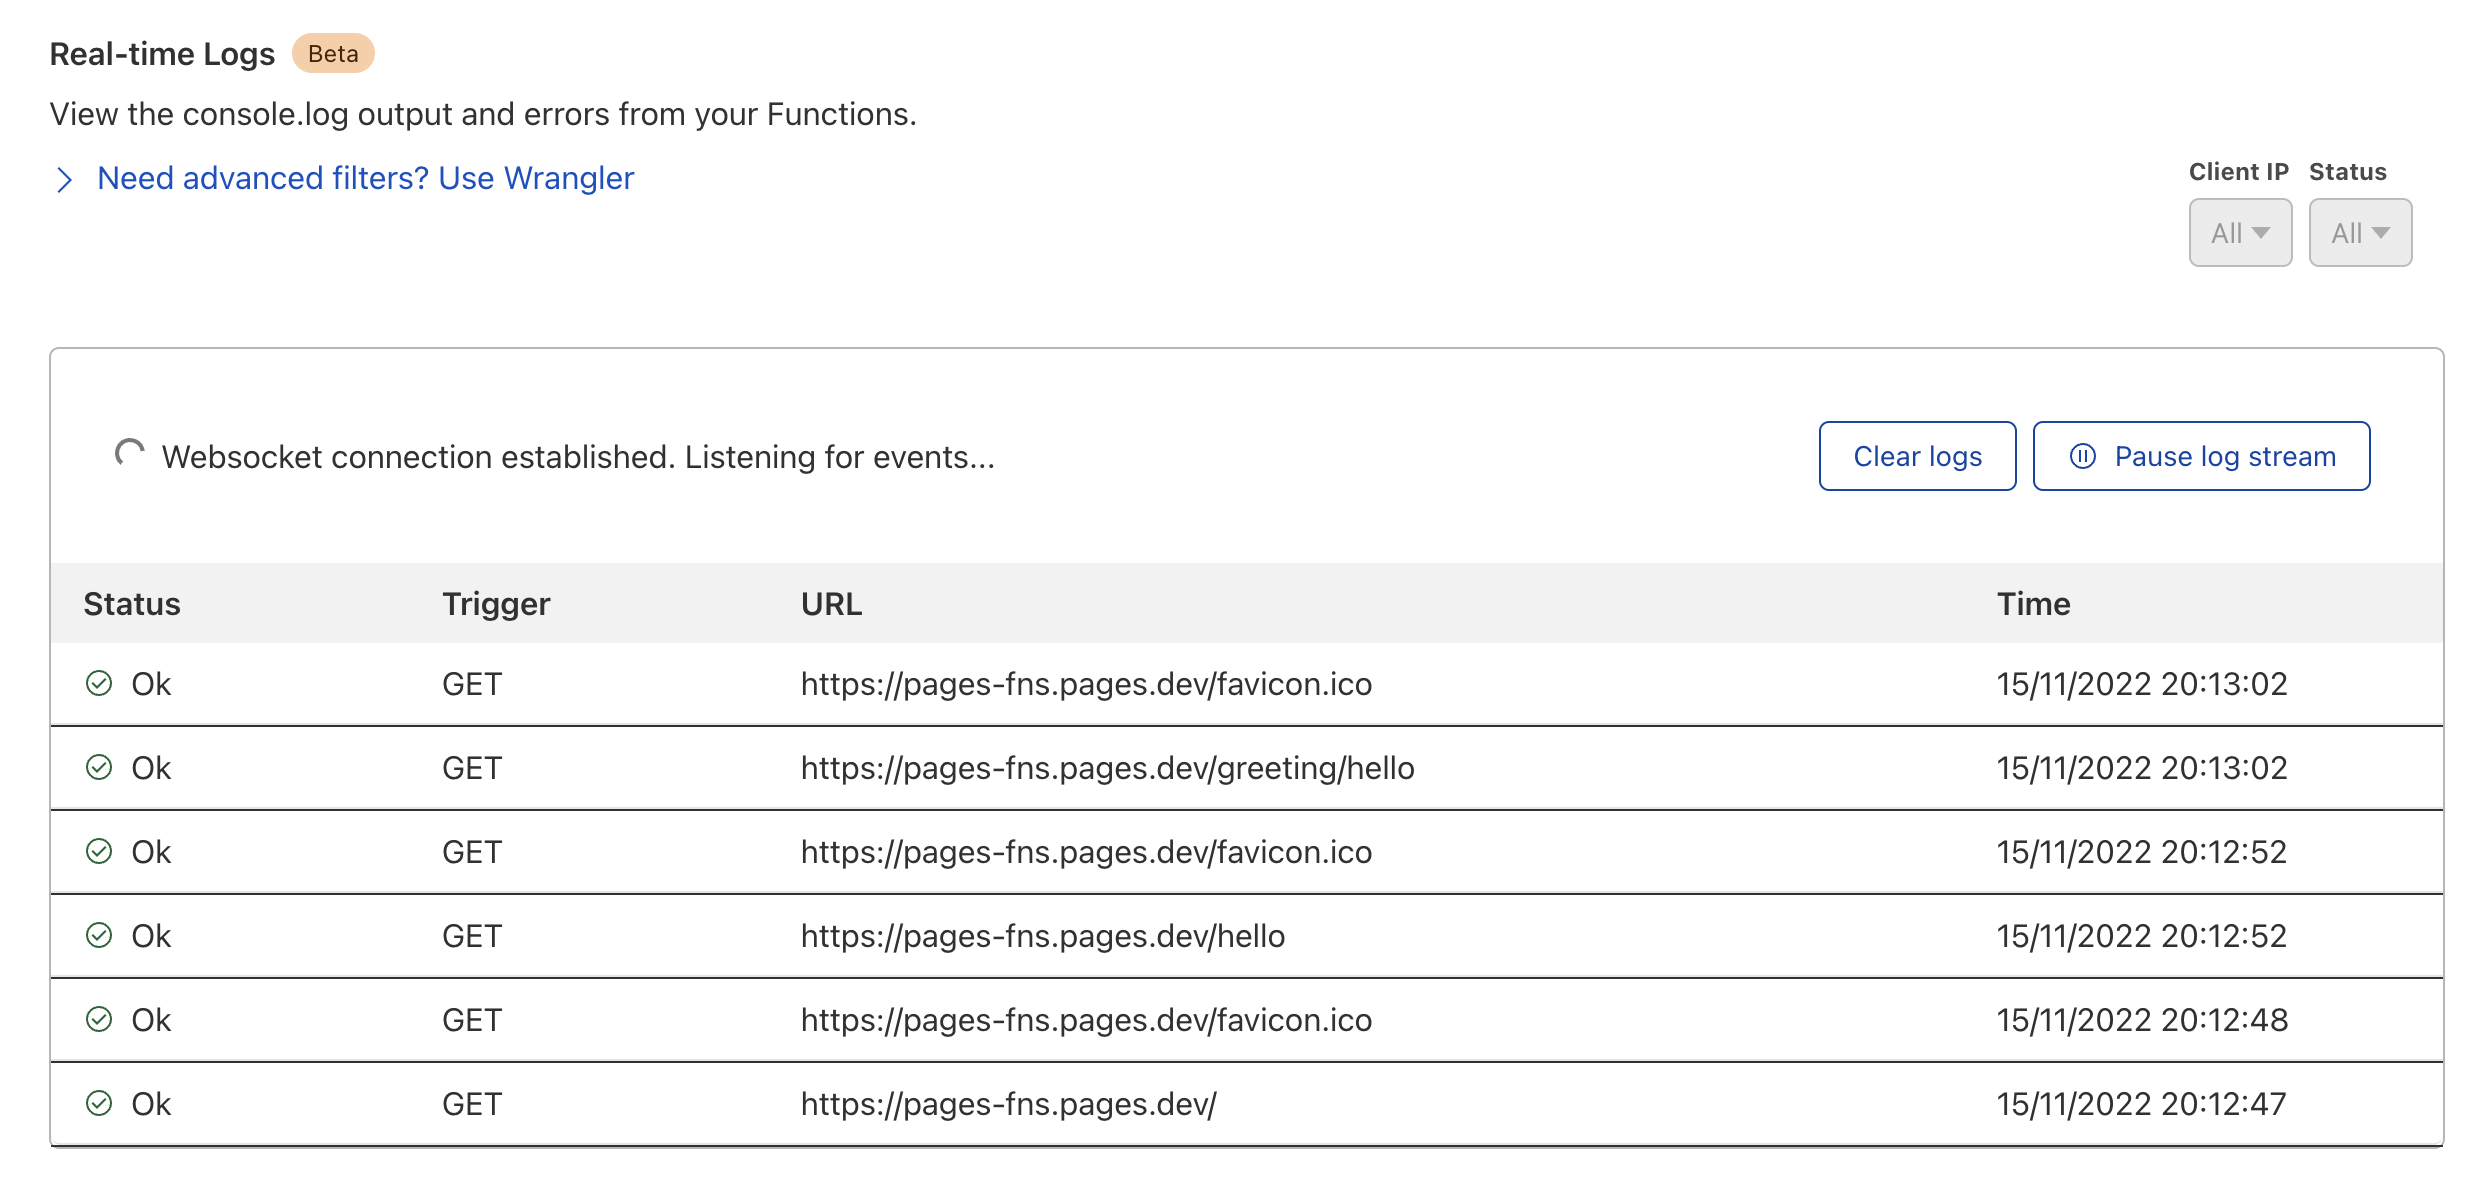 Real-time Logs Beta
View the console.log output and errors from your Functions.
Need advanced filters? Use Wrangler
Client IP Status
All All
Websocket connection established. Listening for events...
Clear logs Pause log stream
Status Trigger URL Time
Ok GET https://pages-fns.pages.dev/favicon.ico 15/11/2022 20:13:02
Ok GET https://pages-fns.pages.dev/greeting/hello 15/11/2022 20:13:02
Ok GET https://pages-fns.pages.dev/favicon.ico 15/11/2022 20:12:52
Ok GET https://pages-fns.pages.dev/hello 15/11/2022 20:12:52
Ok GET https://pages-fns.pages.dev/favicon.ico 15/11/2022 20:12:48
Ok GET https://pages-fns.pages.dev/ 15/11/2022 20:12:47